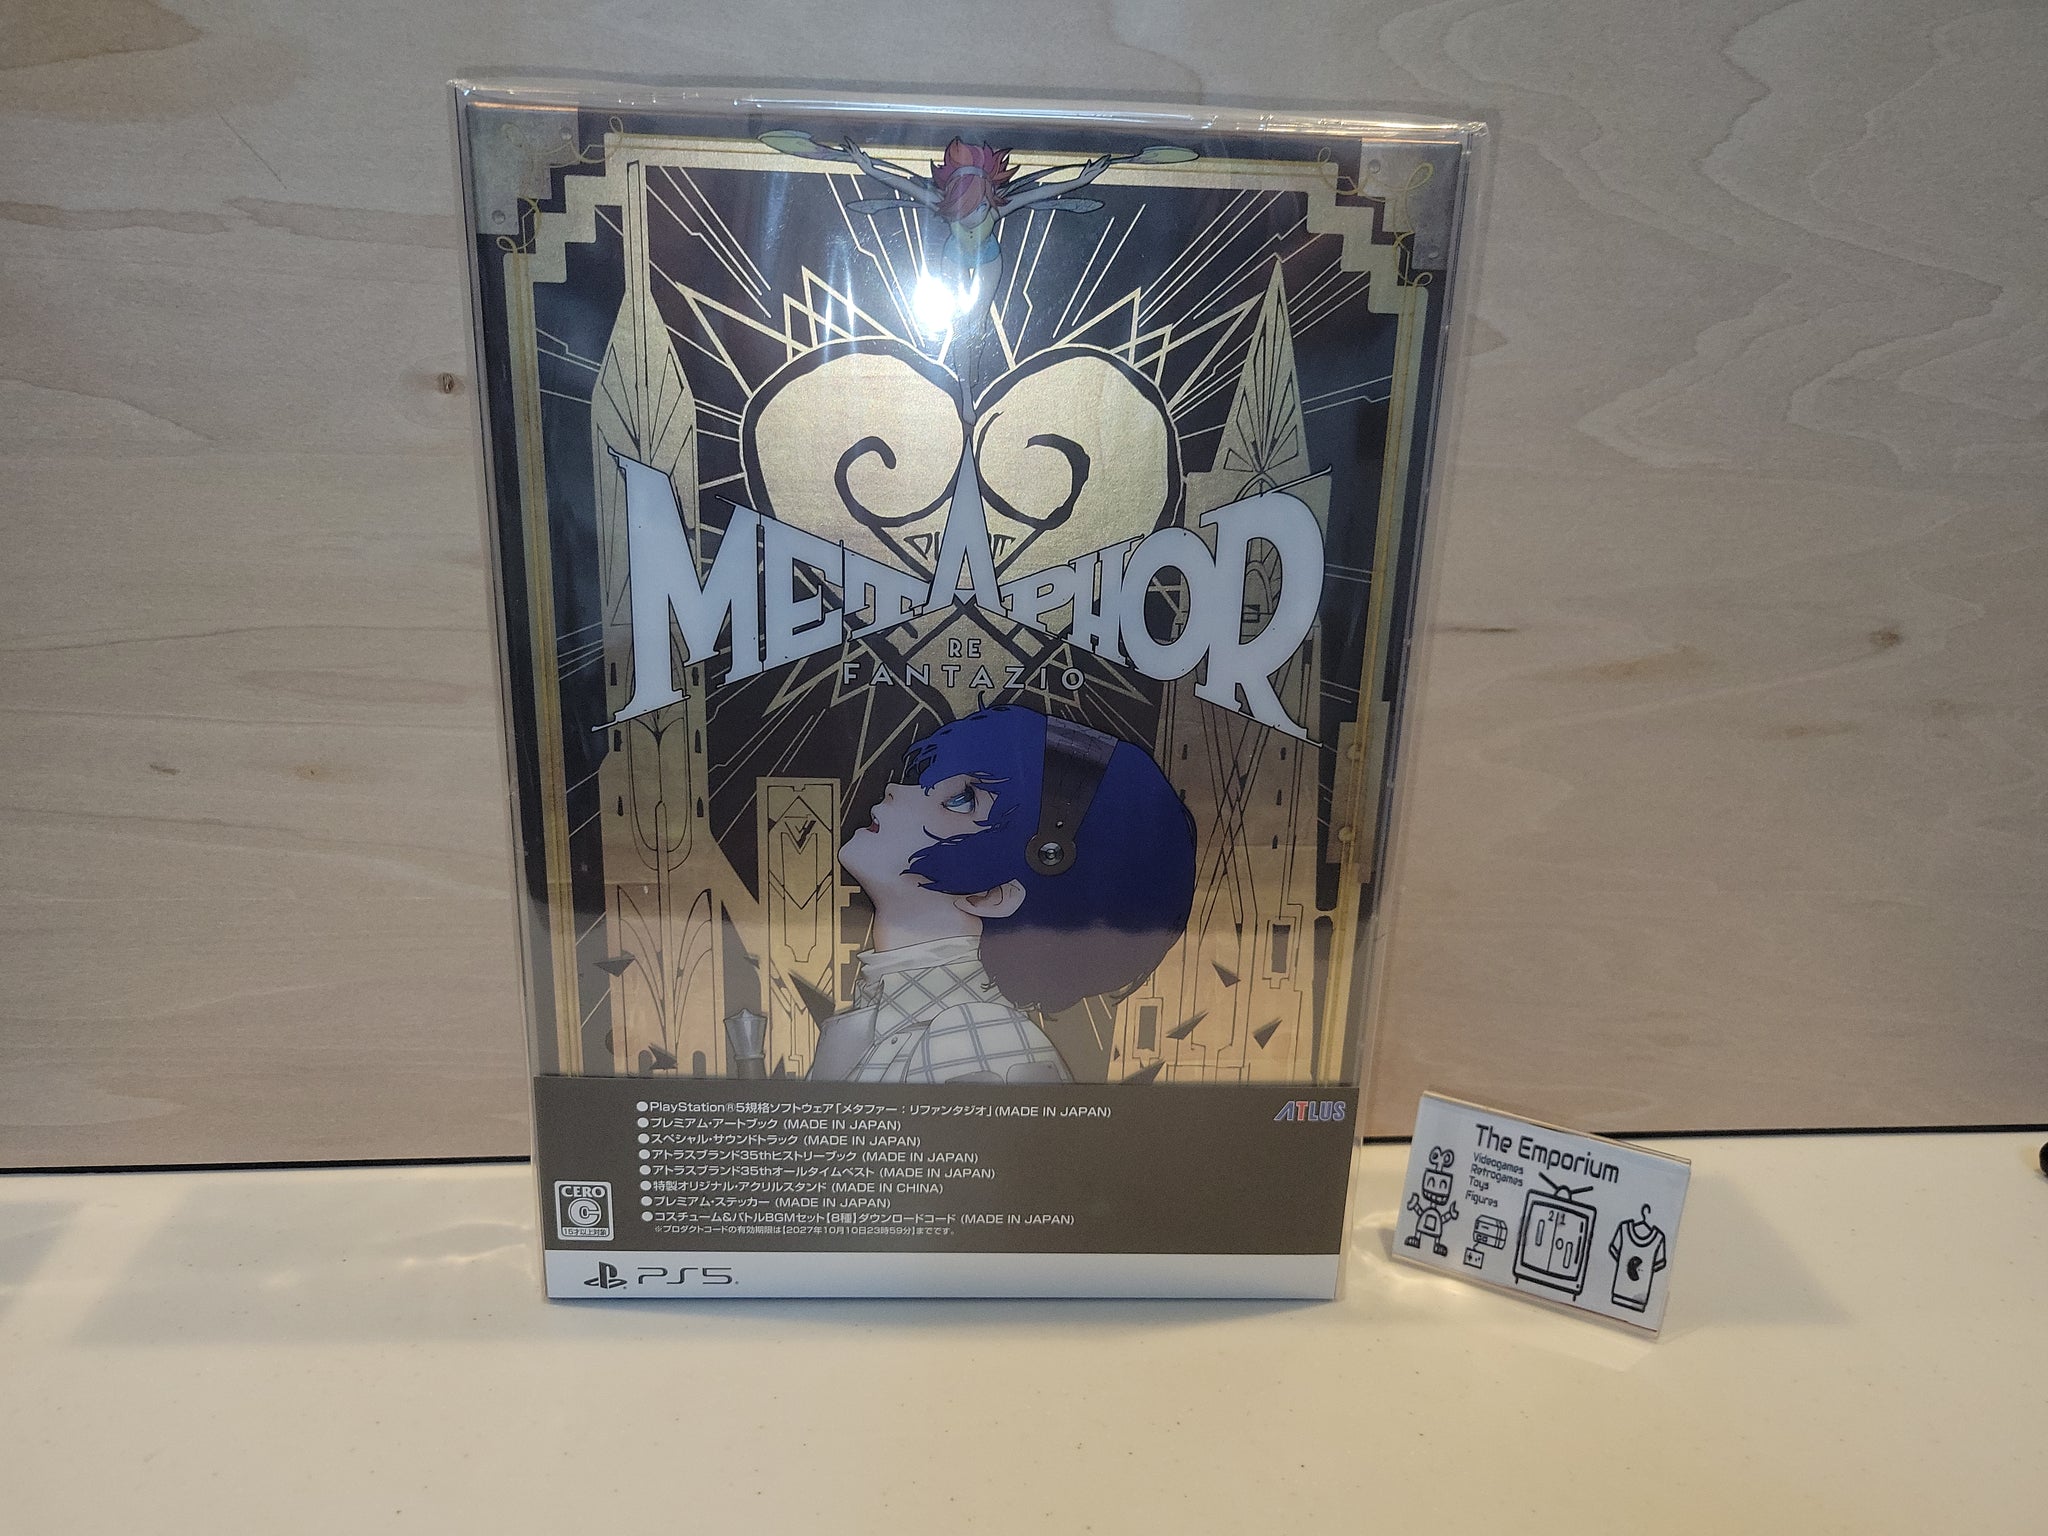 METAPHOR
RE
FANTAZIO
●PlayStation®5規格ソフトウェア「メタファー：リファンタジオ」(MADE IN JAPAN)
●プレミアム・アートブック (MADE IN JAPAN)
●スペシャル・サウンドトラック (MADE IN JAPAN)
●アトラスブランド35thヒストリーブック (MADE IN JAPAN)
●アトラスブランド35thオールタイムベスト (MADE IN JAPAN)
●特製オリジナル・アクリルスタンド (MADE IN CHINA)
●プレミアム・ステッカー (MADE IN JAPAN)
●コスチューム&バトルBGMセット【8種】ダウンロードコード (MADE IN JAPAN)
※プロダクトコードの有効期限は【2027年10月10日23時59分】までです。
ATLUS
CERO
C
15才以上対象
PS5
The Emporium
Videogames
Retrogames
Toys
Figures
21